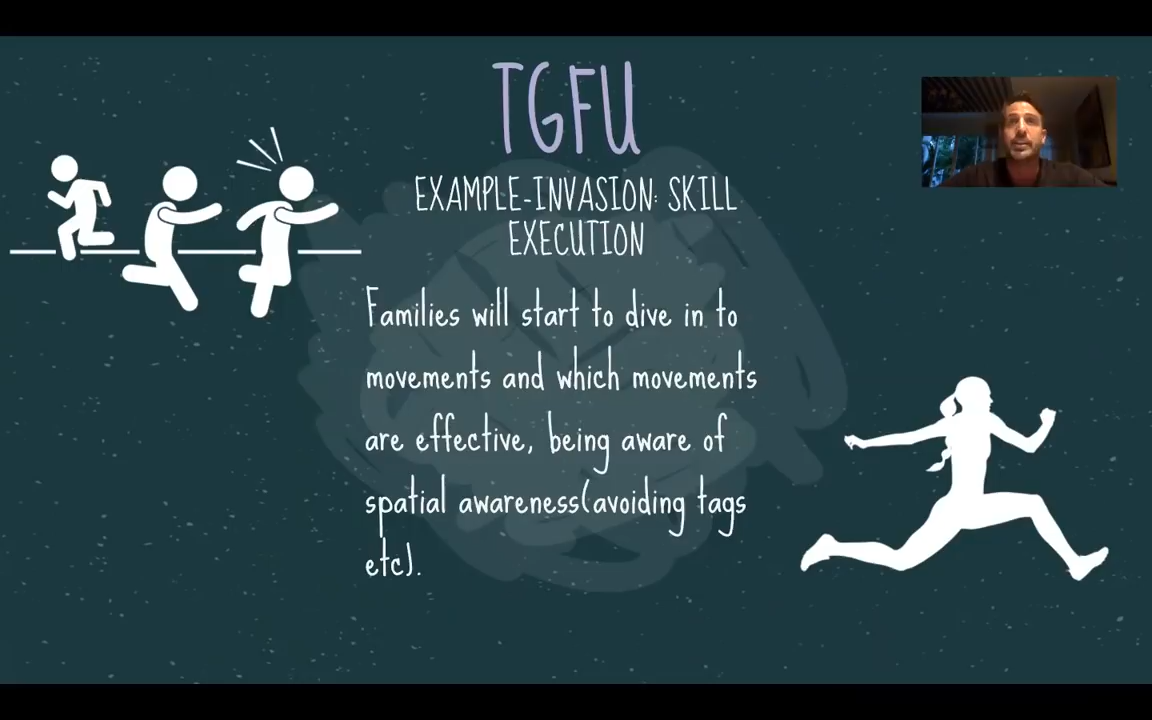 TGFU
EXAMPLE-INVASION: SKILL
EXECUTION
Families will start to dive in to
movements and which movements
are effective, being aware of
spatial awareness(avoiding tags
etc).